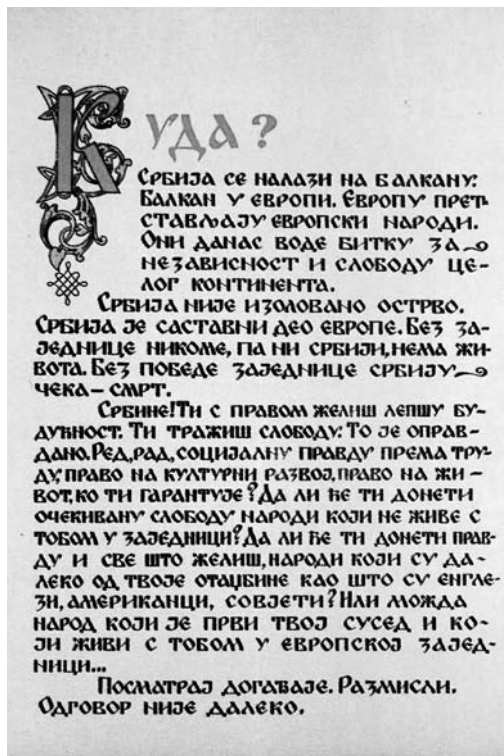 КУДА?
СРБИЈА СЕ НАЛАЗИ НА БАЛКАНУ.
БАЛКАН У ЕВРОПИ. ЕВРОПУ ПРЕТ-
СТАВЉАЈУ ЕВРОПСКИ НАРОДИ.
ОНИ ДАНАС ВОДЕ БИТКУ ЗА
НЕЗАВИСНОСТ И СЛОБОДУ ЦЕ-
ЛОГ КОНТИНЕНТА.
СРБИЈА НИЈЕ ИЗОЛОВАНО ОСТРВО.
СРБИЈА ЈЕ САСТАВНИ ДЕО ЕВРОПЕ. БЕЗ ЗА-
ЈЕДНИЦЕ НИКОМЕ, ПА НИ СРБИЈИ, НЕМА ЖИ-
ВОТА. БЕЗ ПОБЕДЕ ЗАЈЕДНИЦЕ СРБИЈУ
ЧЕКА – СМРТ.
СРБИНЕ! ТИ С ПРАВОМ ЖЕЛИШ ЛЕПШУ БУ-
ДУЋНОСТ. ТИ ТРАЖИШ СЛОБОДУ: ТО ЈЕ ОПРАВ-
ДАНО. РЕД, РАД, СОЦИЈАЛНУ ПРАВДУ ПРЕМА ТРУ-
ДУ, ПРАВО НА КУЛТУРНИ РАЗВОЈ, ПРАВО НА ЖИ-
ВОТ, КО ТИ ГАРАНТУЈЕ? ДА ЛИ ЋЕ ТИ ДОНЕТИ
ОЧЕКИВАНУ СЛОБОДУ НАРОДИ КОЈИ НЕ ЖИВЕ С
ТОБОМ У ЗАЈЕДНИЦИ? ДА ЛИ ЋЕ ТИ ДОНЕТИ ПРАВ-
ДУ И СВЕ ШТО ЖЕЛИШ, НАРОДИ КОЈИ СУ ДА-
ЛЕКО ОД ТВОЈЕ ОТАЏБИНЕ КАО ШТО СУ ЕНГЛЕ-
ЗИ, АМЕРИКАНЦИ, СОВЈЕТИ? ИЛИ МОЖДА
НАРОД КОЈИ ЈЕ ПРВИ ТВОЈ СУСЕД И КО-
ЈИ ЖИВИ С ТОБОМ У ЕВРОПСКОЈ ЗАЈЕД-
НИЦИ...
ПОСМАТРАЈ ДОГАЂАЈЕ. РАЗМИСЛИ.
ОДГОВОР НИЈЕ ДАЛЕКО.